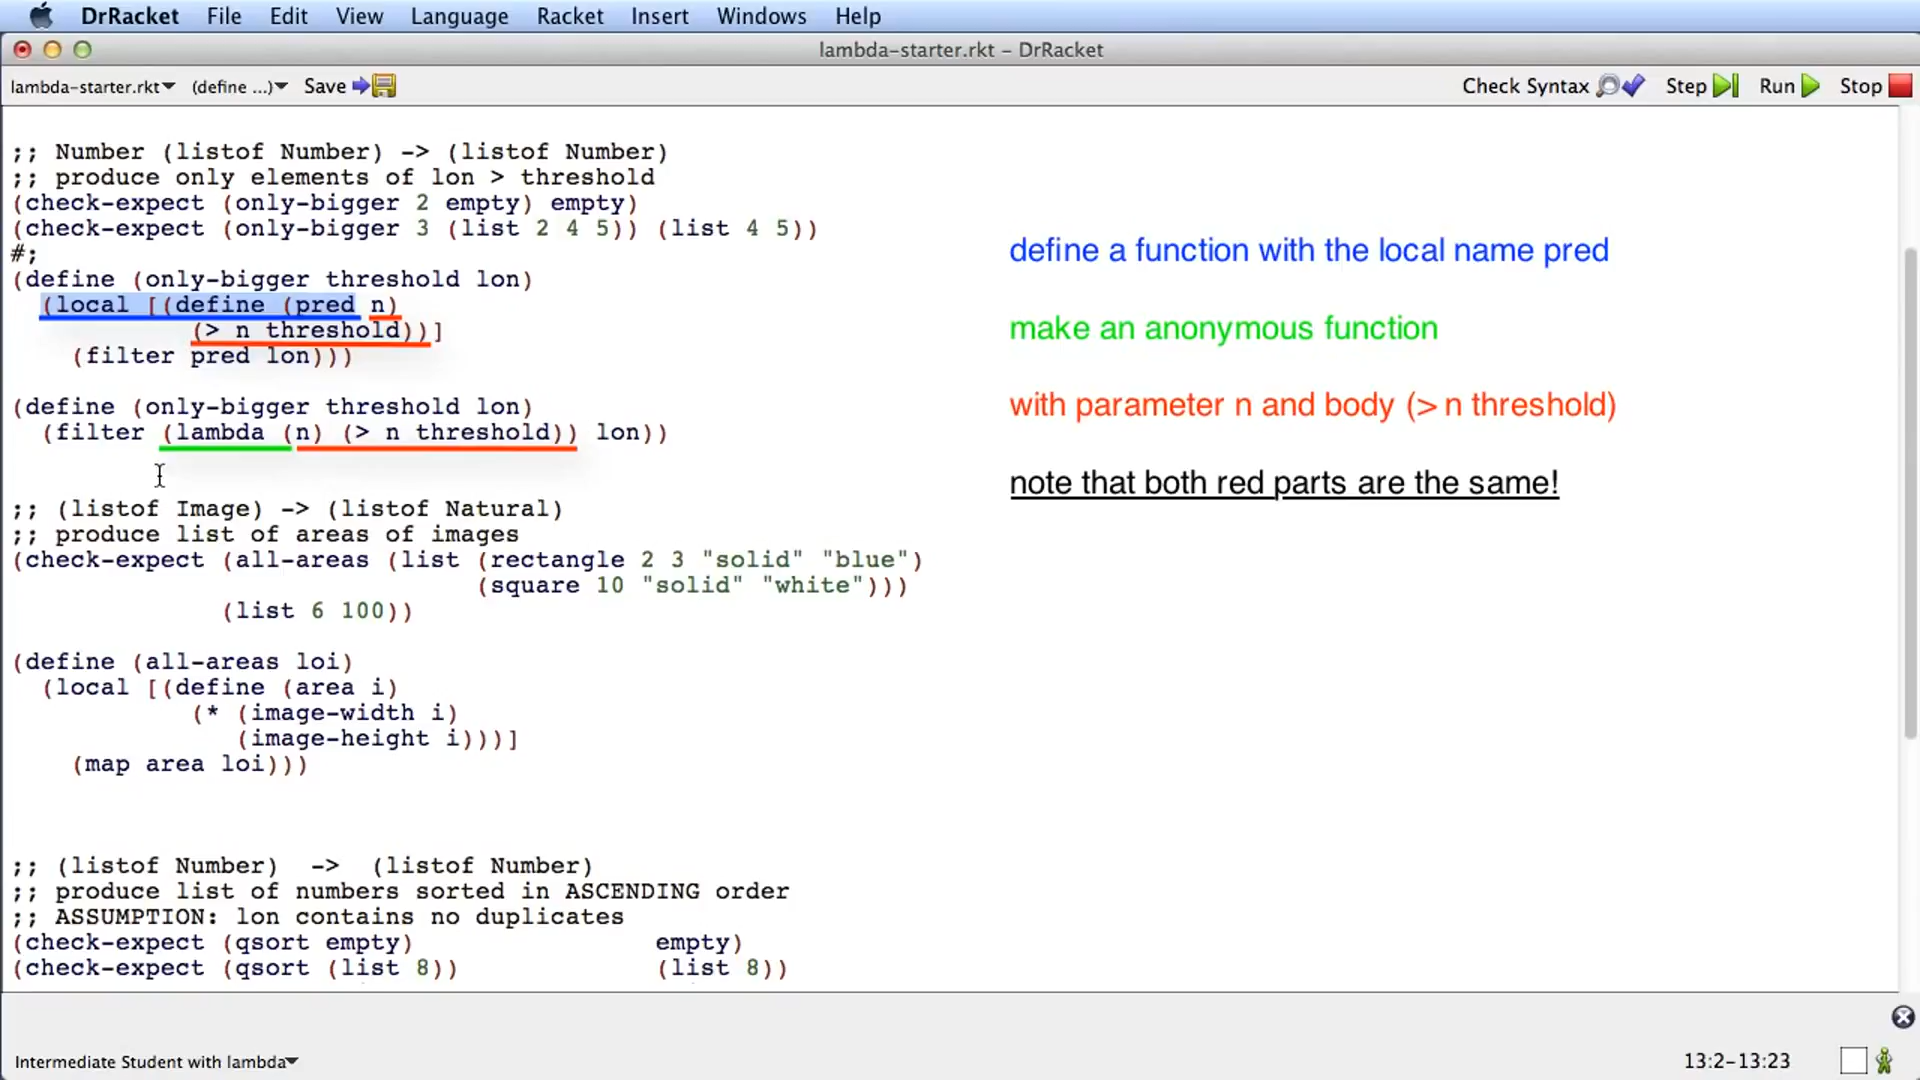 DrRacket File Edit View Language Racket Insert Windows Help
lambda-starter.rkt - DrRacket
lambda-starter.rkt (define ...) Save Check Syntax Step Run Stop
;; Number (listof Number) -> (listof Number)
;; produce only elements of lon > threshold
(check-expect (only-bigger 2 empty) empty)
(check-expect (only-bigger 3 (list 2 4 5)) (list 4 5))
#;
(define (only-bigger threshold lon)
(local [(define (pred n)
(> n threshold))]
(filter pred lon)))
(define (only-bigger threshold lon)
(filter (lambda (n) (> n threshold)) lon))
;; (listof Image) -> (listof Natural)
;; produce list of areas of images
(check-expect (all-areas (list (rectangle 2 3 "solid" "blue")
(square 10 "solid" "white")))
(list 6 100))
(define (all-areas loi)
(local [(define (area i)
(* (image-width i)
(image-height i)))]
(map area loi)))
;; (listof Number) -> (listof Number)
;; produce list of numbers sorted in ASCENDING order
;; ASSUMPTION: lon contains no duplicates
(check-expect (qsort empty) empty)
(check-expect (qsort (list 8)) (list 8))
define a function with the local name pred
make an anonymous function
with parameter n and body (> n threshold)
note that both red parts are the same!
Intermediate Student with lambda 13:2-13:23